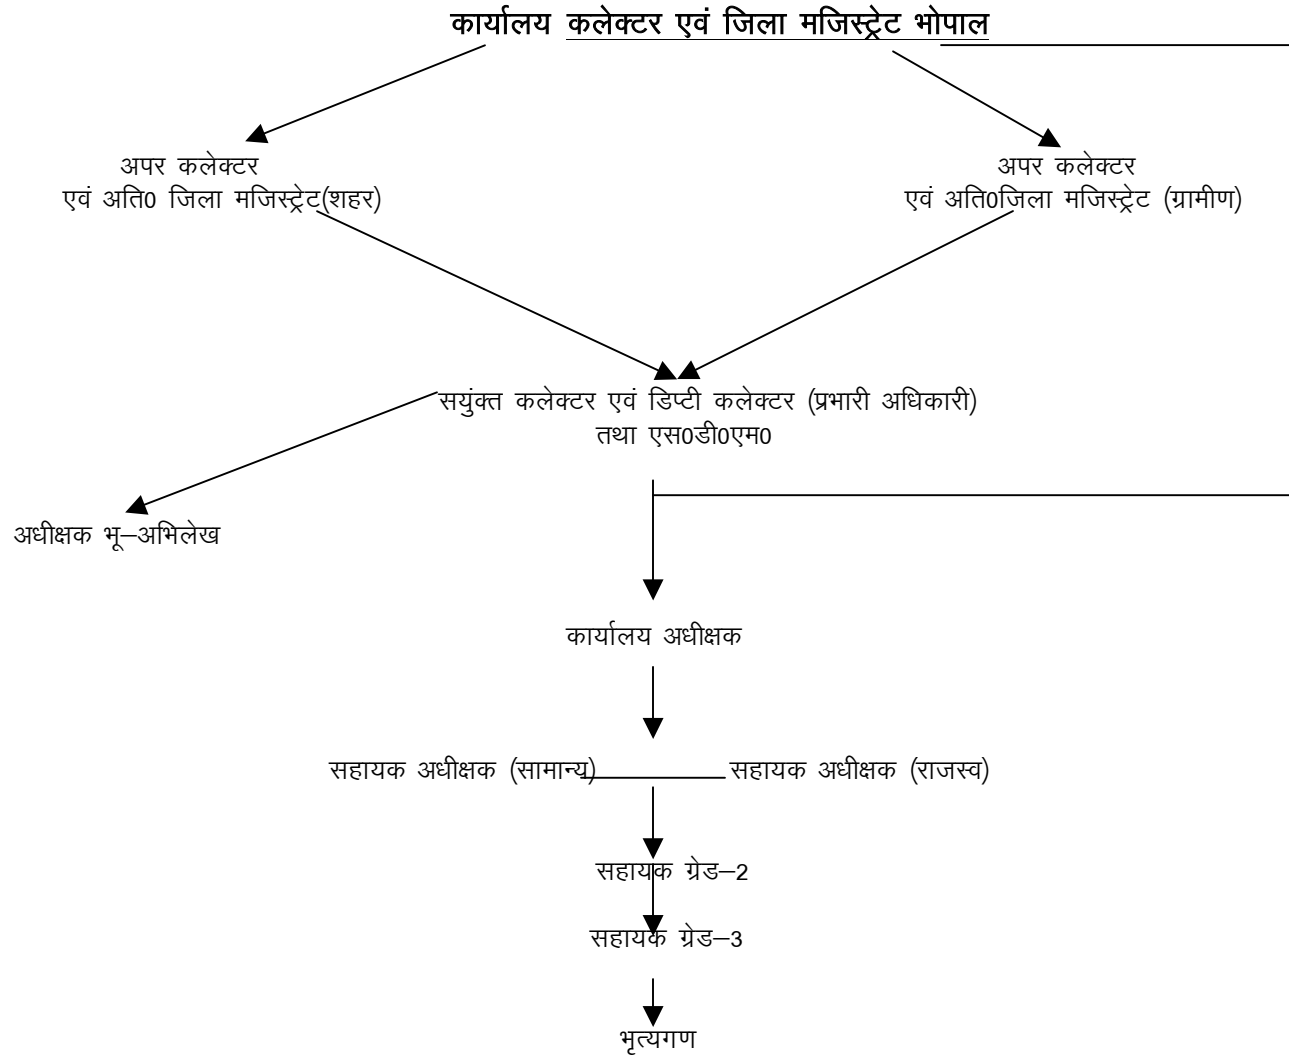 कार्यालय कलेक्टर एवं जिला मजिस्ट्रेट भोपाल
अपर कलेक्टर
एवं अति0 जिला मजिस्ट्रेट(शहर)
अपर कलेक्टर
एवं अति0जिला मजिस्ट्रेट (ग्रामीण)
सयुंक्त कलेक्टर एवं डिप्टी कलेक्टर (प्रभारी अधिकारी)
तथा एस0डी0एम0
अधीक्षक भू–अभिलेख
कार्यालय अधीक्षक
सहायक अधीक्षक (सामान्य)
सहायक अधीक्षक (राजस्व)
सहायक ग्रेड–2
सहायक ग्रेड–3
भृत्यगण